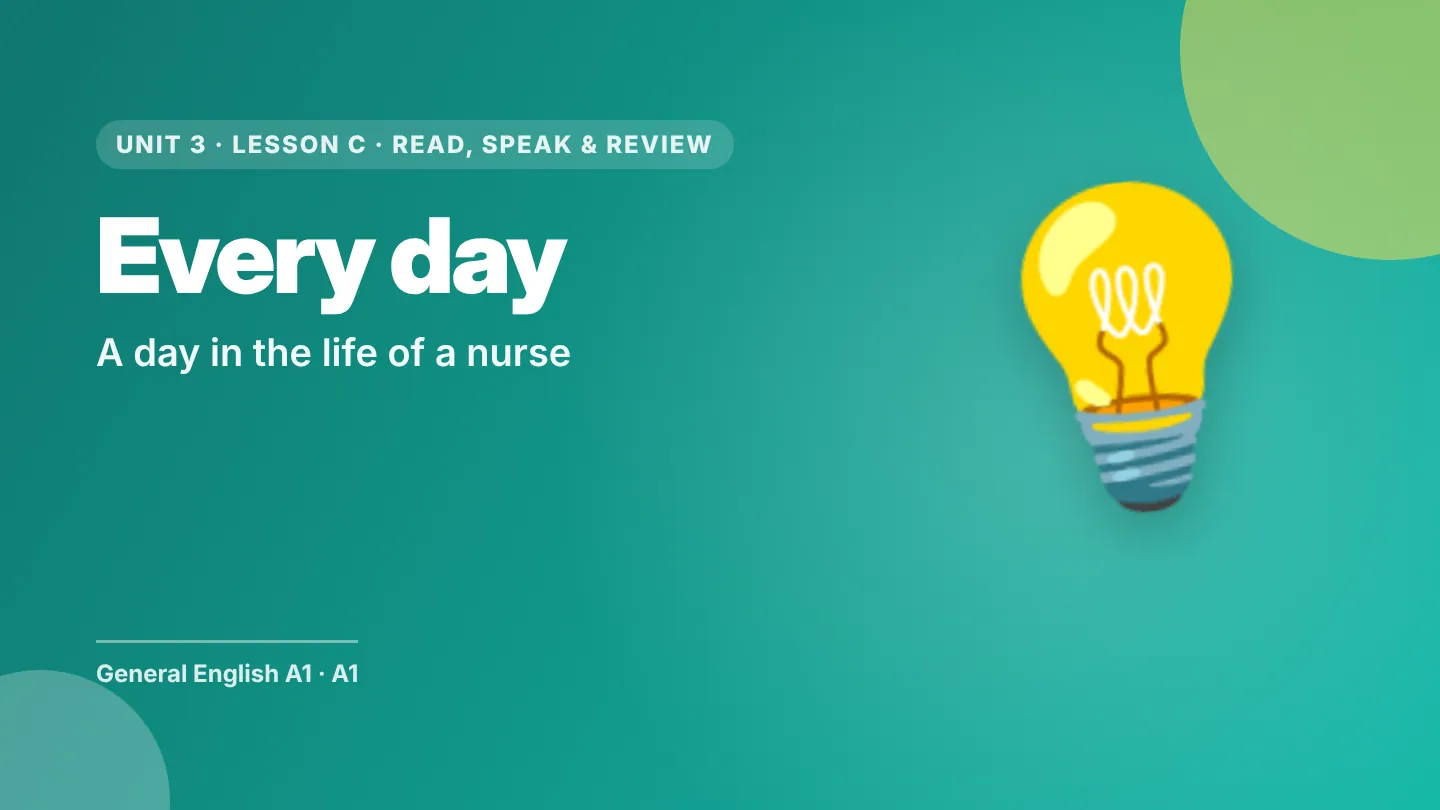 UNIT 3 · LESSON C · READ, SPEAK & REVIEW
Every day
A day in the life of a nurse
General English A1 · A1